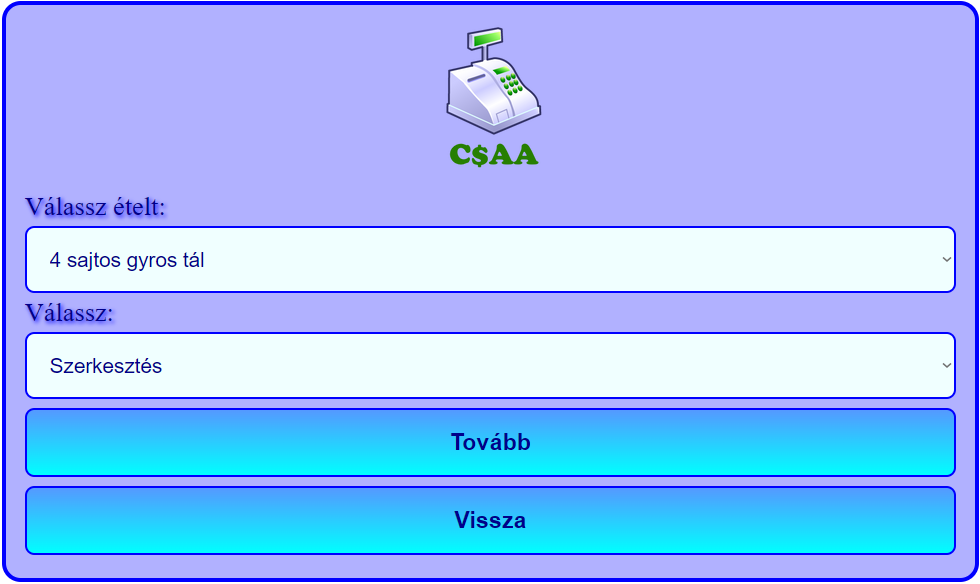 C$AA
Válassz ételt:
4 sajtos gyros tál
Válassz:
Szerkesztés
Tovább
Vissza